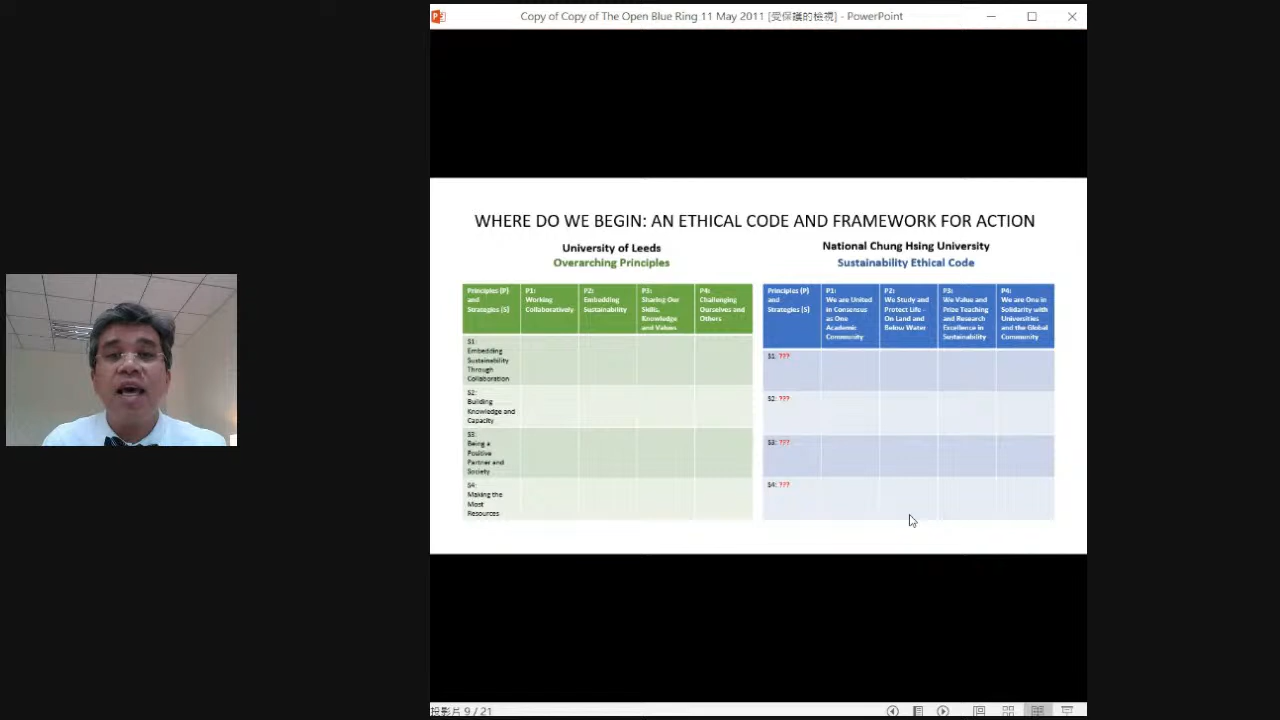 Copy of Copy of The Open Blue Ring 11 May 2011 [受保護的檢視] - PowerPoint
WHERE DO WE BEGIN: AN ETHICAL CODE AND FRAMEWORK FOR ACTION
University of Leeds
Overarching Principles
Principles (P)
and
Strategies (S)
P1:
Working
Collaboratively
P2:
Embedding
Sustainability
P3:
Sharing Our
Skills,
Knowledge
and Values
P4:
Challenging
Ourselves and
Others
S1:
Embedding
Sustainability
Through
Collaboration
S2:
Building
Knowledge and
Capacity
S3:
Being a
Positive
Partner and
Society
S4:
Making the
Most
Resources
National Chung Hsing University
Sustainability Ethical Code
Principles (P)
and
Strategies (S)
P1:
We are United
in Consensus
as One
Academic
Community
P2:
We Study and
Protect Life -
On Land and
Below Water
P3:
We Value and
Prize Teaching
and Research
Excellence in
Sustainability
P4:
We are One in
Solidarity with
Universities
and the Global
Community
S1: ???
S2: ???
S3: ???
S4: ???
投影片 9 / 21